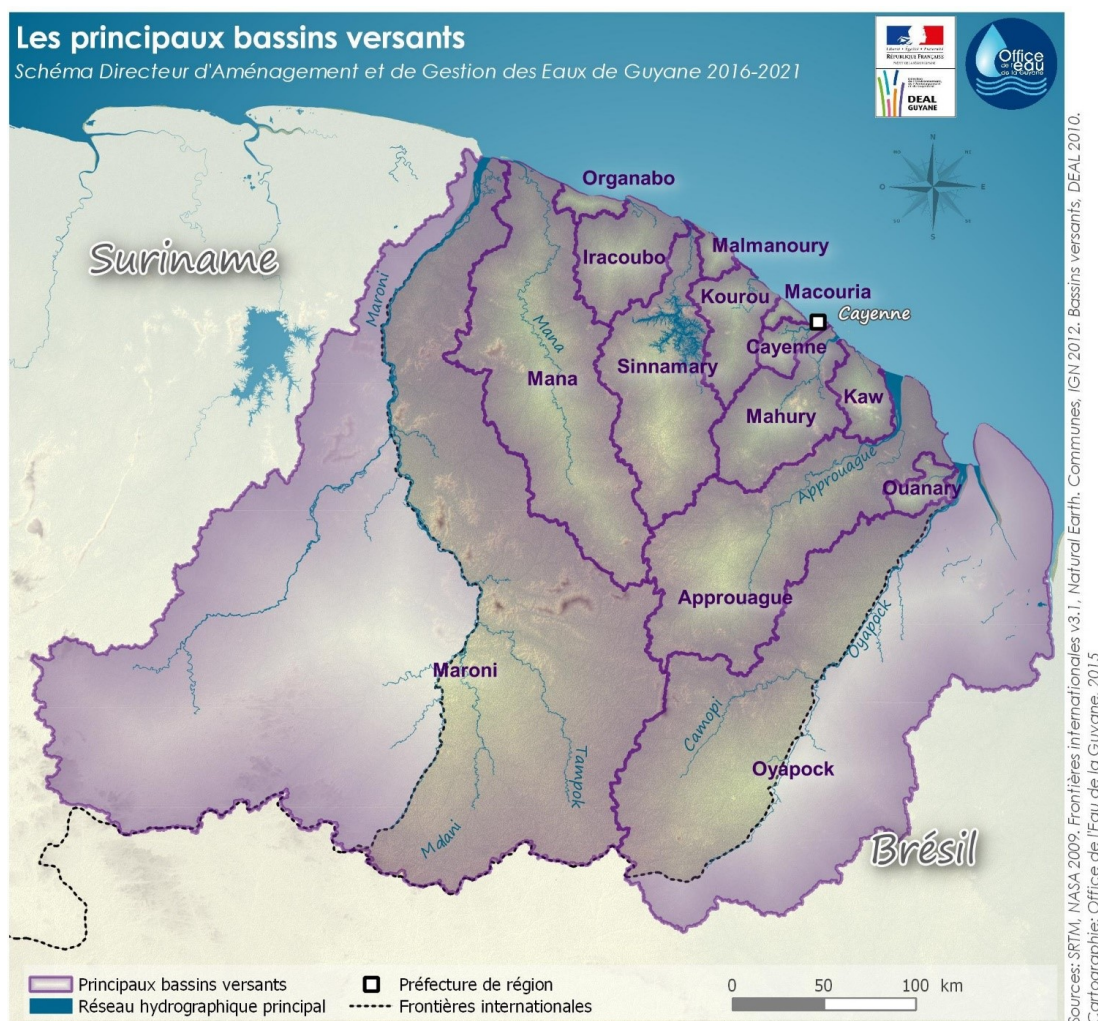 Les principaux bassins versants
Schéma Directeur d'Aménagement et de Gestion des Eaux de Guyane 2016-2021
RÉPUBLIQUE FRANÇAISE
DEAL
GUYANE
Office
de l'eau
de la Guyane
N
O
E
S
Organabo
Suriname
Iracoubo
Malmanoury
Maroni
Kourou
Macouria
Cayenne
Mana
Cayenne
Sinnamary
Mana
Kaw
Mahury
Approuague
Ouanary
Approuague
Oyapock
Maroni
Camopi
Tampok
Oyapock
Mdani
Brésil
Principaux bassins versants
Réseau hydrographique principal
Préfecture de région
Frontières internationales
0 50 100 km
Sources: SRTM, NASA 2009. Frontières internationales v3.1, Natural Earth. Communes, IGN 2012. Bassins versants, DEAL 2010.
Cartographie: Office de l'Eau de la Guyane, 2015